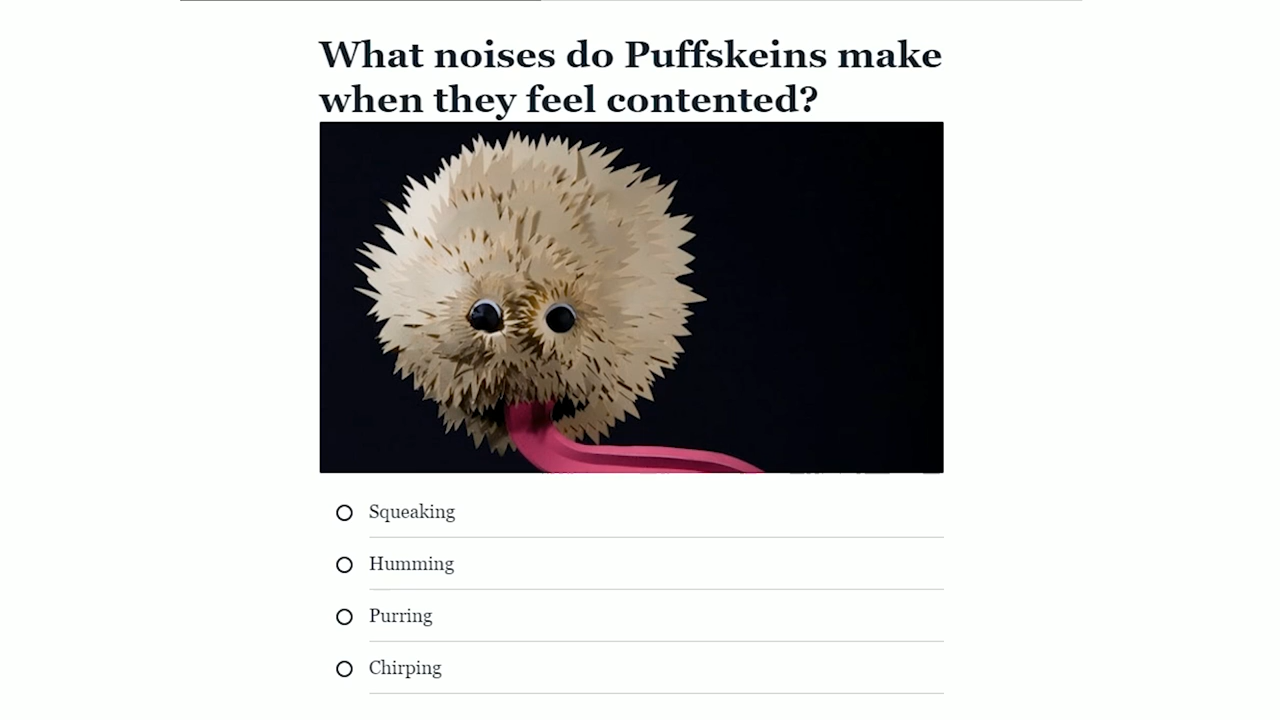 What noises do Puffskeins make
when they feel contented?
Squeaking
Humming
Purring
Chirping